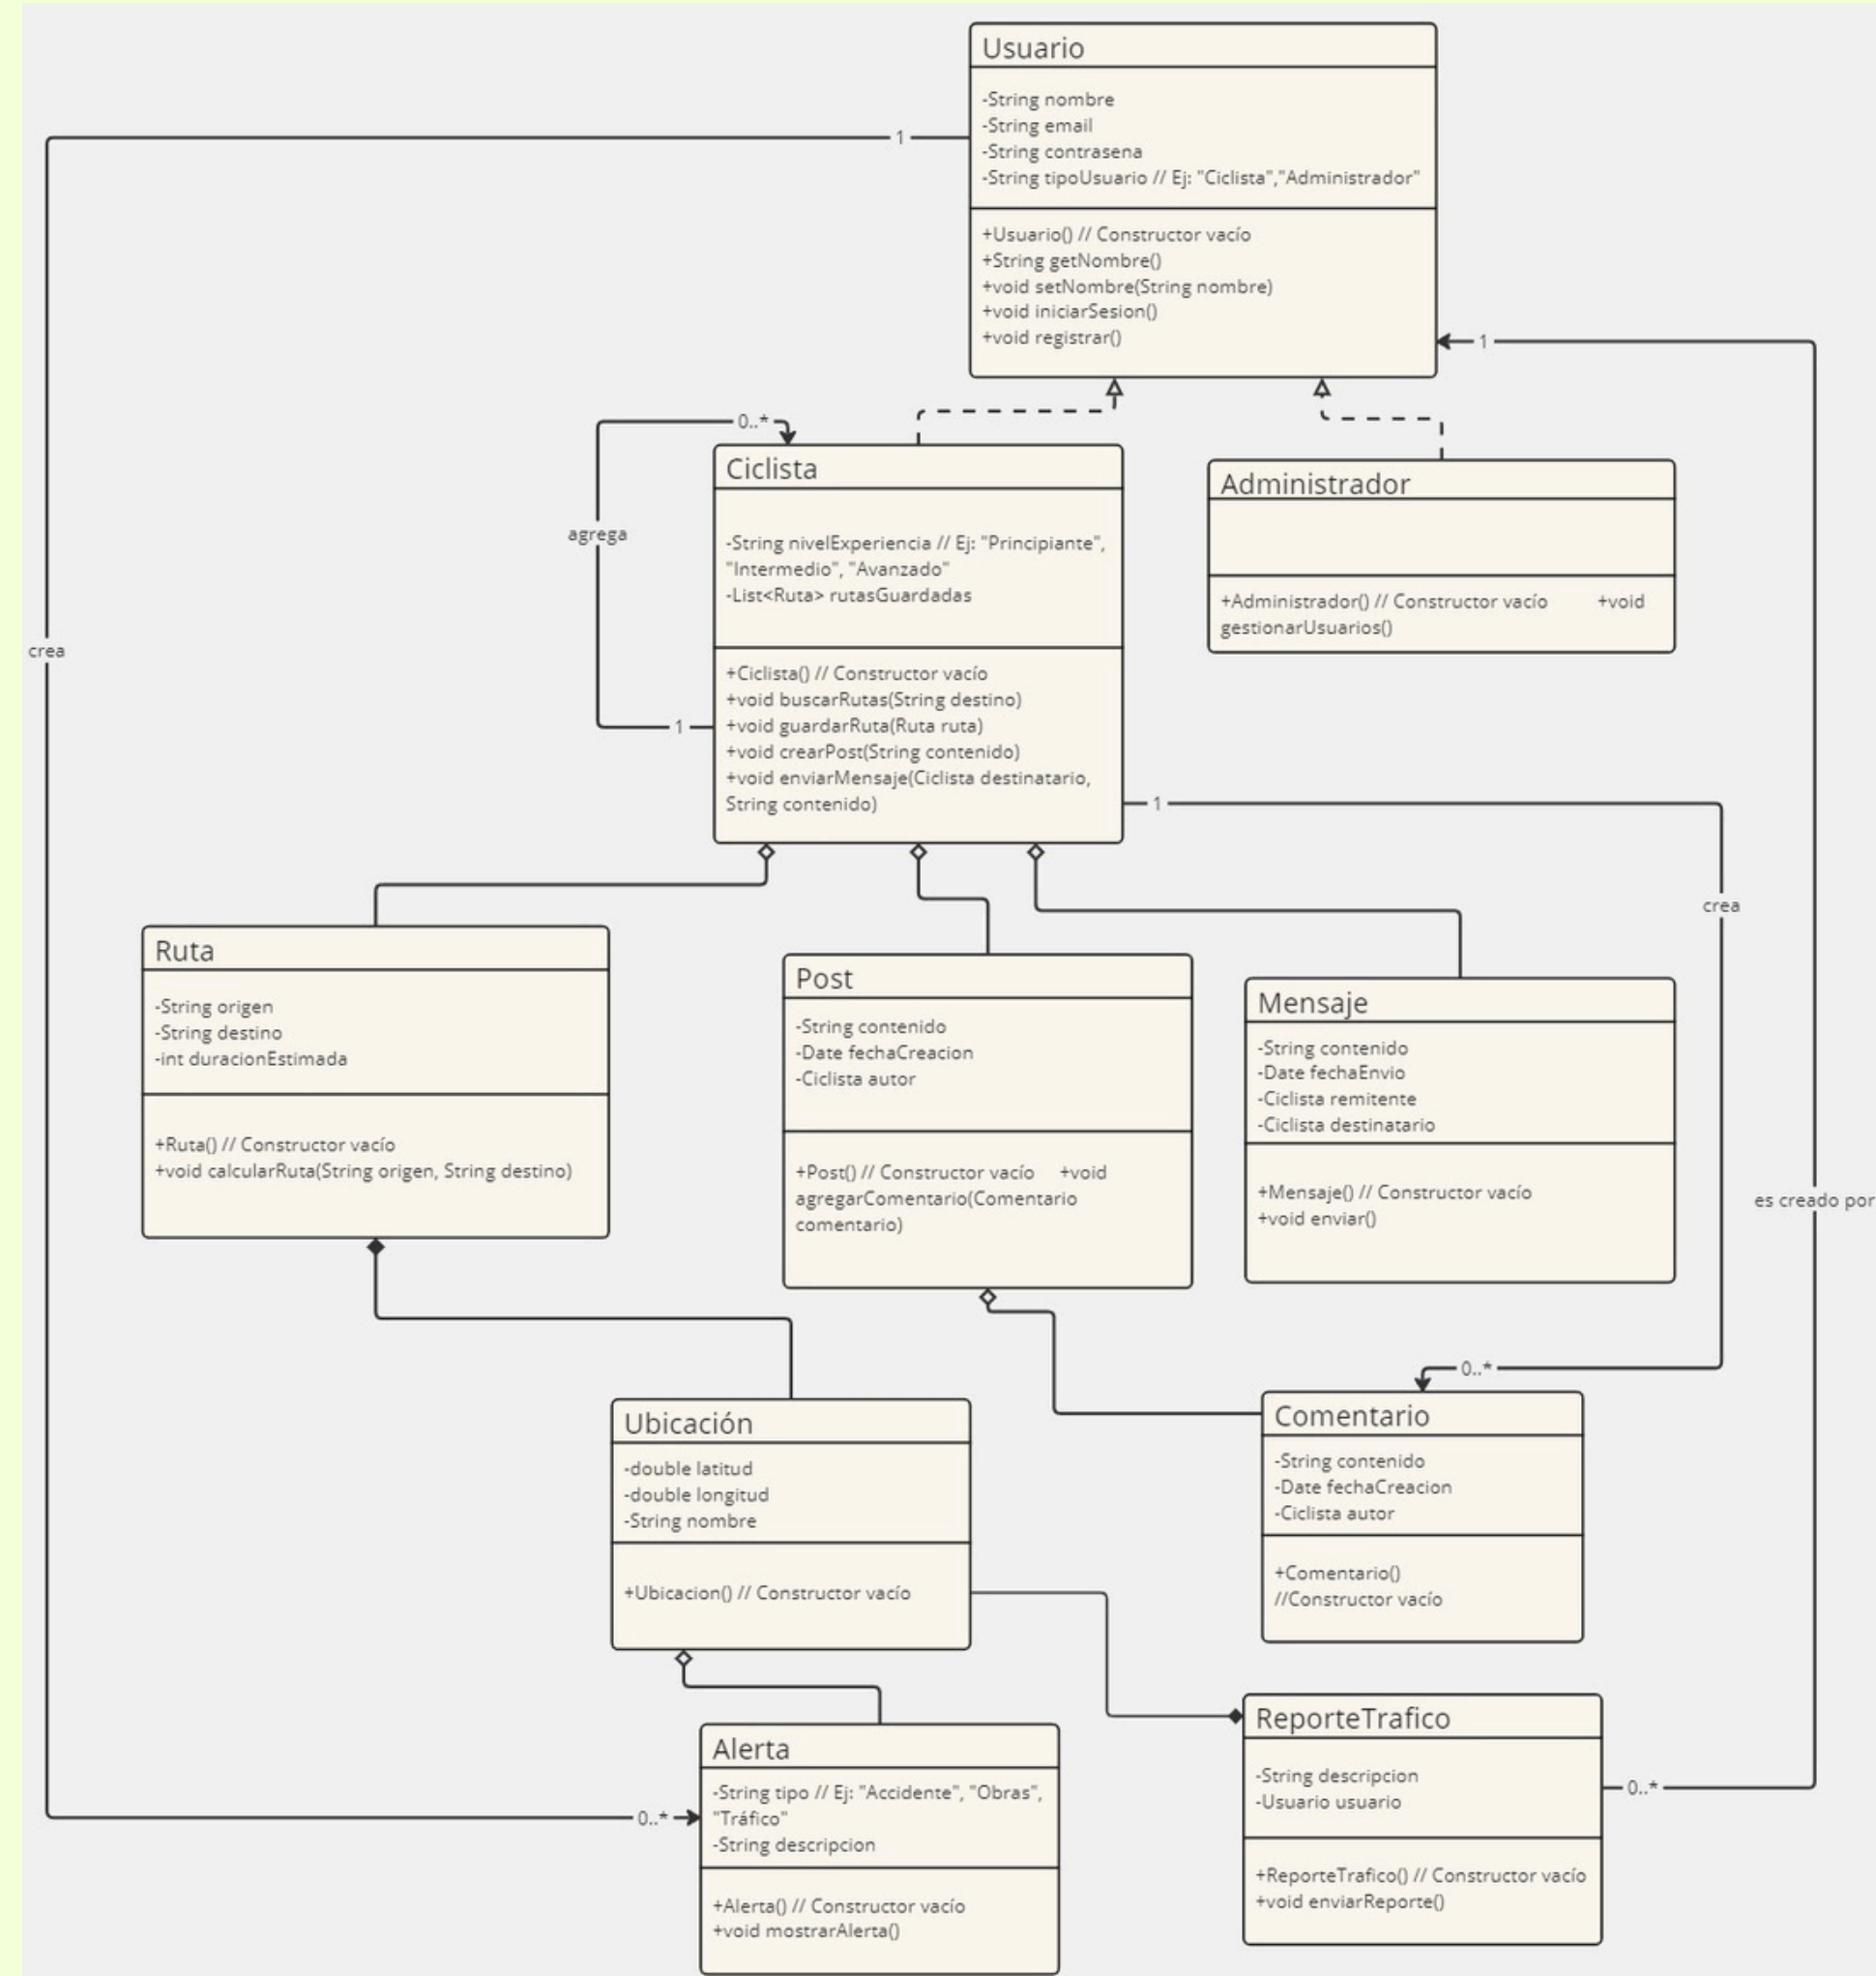 Usuario
-String nombre
-String email
-String contrasena
-String tipoUsuario // Ej: "Ciclista","Administrador"
+Usuario() // Constructor vacío
+String getNombre()
+void setNombre(String nombre)
+void iniciarSesion()
+void registrar()
1
1
0..*
agrega
1
crea
Ciclista
-String nivelExperiencia // Ej: "Principiante",
"Intermedio", "Avanzado"
-List<Ruta> rutasGuardadas
+Ciclista() // Constructor vacío
+void buscarRutas(String destino)
+void guardarRuta(Ruta ruta)
+void crearPost(String contenido)
+void enviarMensaje(Ciclista destinatario,
String contenido)
Administrador
+Administrador() // Constructor vacío +void
gestionarUsuarios()
1
crea
Ruta
-String origen
-String destino
-int duracionEstimada
+Ruta() // Constructor vacío
+void calcularRuta(String origen, String destino)
Post
-String contenido
-Date fechaCreacion
-Ciclista autor
+Post() // Constructor vacío +void
agregarComentario(Comentario
comentario)
Mensaje
-String contenido
-Date fechaEnvio
-Ciclista remitente
-Ciclista destinatario
+Mensaje() // Constructor vacío
+void enviar()
es creado por
0..*
Ubicación
-double latitud
-double longitud
-String nombre
+Ubicacion() // Constructor vacío
Comentario
-String contenido
-Date fechaCreacion
-Ciclista autor
+Comentario()
//Constructor vacío
0..*
Alerta
-String tipo // Ej: "Accidente", "Obras",
"Tráfico"
-String descripcion
+Alerta() // Constructor vacío
+void mostrarAlerta()
ReporteTrafico
-String descripcion
-Usuario usuario
+ReporteTrafico() // Constructor vacío
+void enviarReporte()
0..*